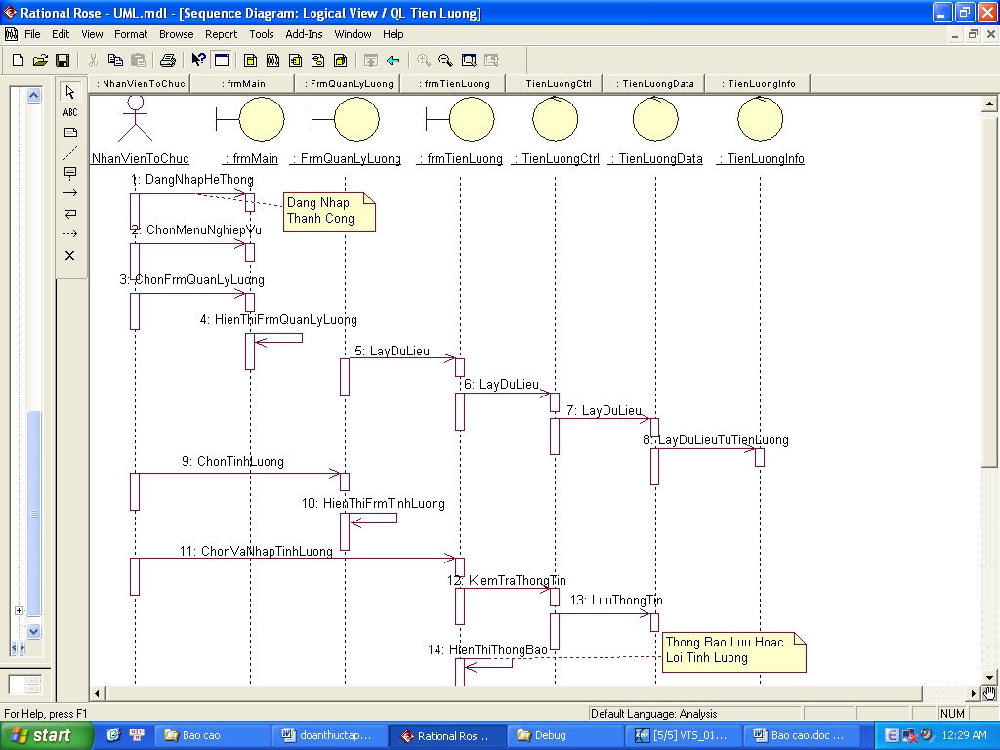 Rational Rose - UML.mdl - [Sequence Diagram: Logical View / QL Tien Luong]
File Edit View Format Browse Report Tools Add-Ins Window Help
ABC
: NhanVienToChuc : frmMain : FrmQuanLyLuong : frmTienLuong : TienLuongCtrl : TienLuongData : TienLuongInfo
NhanVienToChuc : frmMain : FrmQuanLyLuong : frmTienLuong : TienLuongCtrl : TienLuongData : TienLuongInfo
1: DangNhapHeThong
Dang Nhap
Thanh Cong
2: ChonMenuNghiepVu
3: ChonFrmQuanLyLuong
4: HienThiFrmQuanLyLuong
5: LayDuLieu
6: LayDuLieu
7: LayDuLieu
8: LayDuLieuTuTienLuong
9: ChonTinhLuong
10: HienThiFrmTinhLuong
11: ChonVaNhapTinhLuong
12: KiemTraThongTin
13: LuuThongTin
14: HienThiThongBao
Thong Bao Luu Hoac
Loi Tinh Luong
For Help, press F1
Default Language: Analysis
NUM
start
Bao cao
doanthuctap...
Rational Ros...
Debug
[5/5] VTS_01...
Bao cao.doc ...
12:29 AM